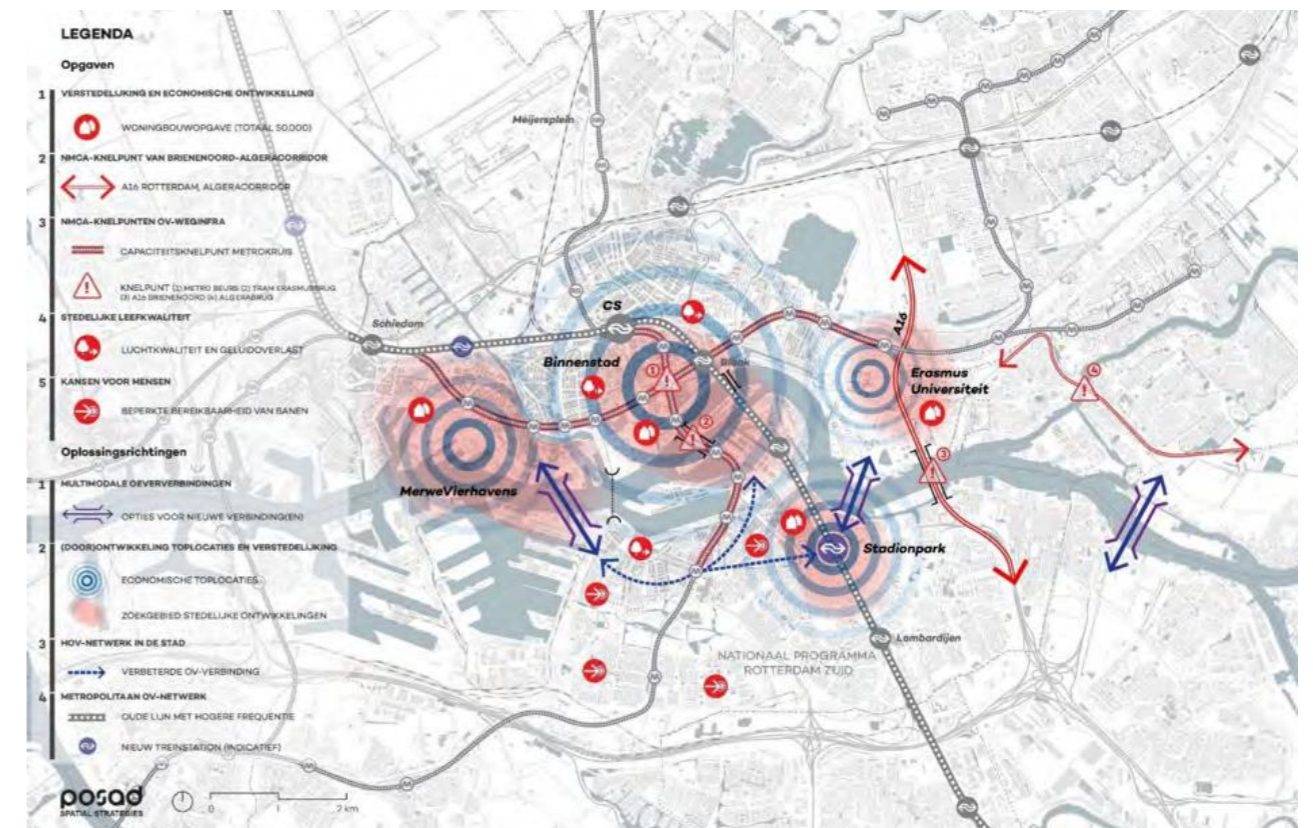 LEGENDA
Opgaven
1 VERSTEDELIJKING EN ECONOMISCHE ONTWIKKELLING
WONINGBOUWOPGAVE (TOTAAL 50.000)
2 NMCA-KNELPUNT VAN BRIENENOORD-ALGERACORRIDOR
A16 ROTTERDAM, ALGERACORRIDOR
3 NMCA-KNELPUNTEN OV-WEGINFRA
CAPACITEITSKNELPUNT METROKRUIS
KNELPUNT (1) METRO BEURS (2) TRAM ERASMUSBRUG
(3) A16 BRIENENOORD (4) ALGERABRUG
4 STEDELIJKE LEEFKWALITEIT
LUCHTKWALITEIT EN GELUIDOVERLAST
5 KANSEN VOOR MENSEN
BEPERKTE BEREIKBAARHEID VAN BANEN
Oplossingsrichtingen
1 MULTIMODALE OEVERVERBINDINGEN
OPTIES VOOR NIEUWE VERBINDING(EN)
2 (DOOR)ONTWIKKELING TOPLOCATIES EN VERSTEDELIJKING
ECONOMISCHE TOPLOCATIES
ZOEKGEBIED STEDELIJKE ONTWIKKELINGEN
3 HOV-NETWERK IN DE STAD
VERBETERDE OV-VERBINDING
4 METROPOLITAAN OV-NETWERK
OUDE LIJN MET HOGERE FREQUENTIE
NIEUW TREINSTATION (INDICATIEF)
posad
SPATIAL STRATEGIES
0 1 2 km
Meijersplein
Schiedam
CS
Binnenstad
Blaak
A16
Erasmus
Universiteit
MerweVierhavens
Stadionpark
Lombardijen
NATIONAAL PROGRAMMA
ROTTERDAM ZUID
1
2
3
4